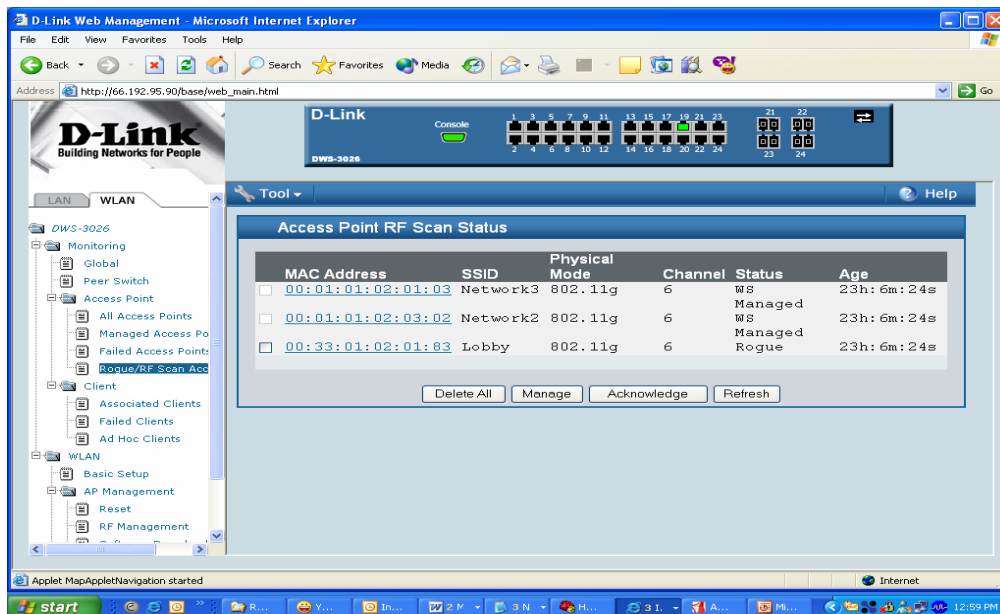 D-Link Web Management - Microsoft Internet Explorer
File Edit View Favorites Tools Help
Back Search Favorites Media
Address http://66.192.95.90/base/web_main.html Go
D-Link
Building Networks for People
D-Link
Console
DWS-3026
1 3 5 7 9 11 13 15 17 19 21 23
2 4 6 8 10 12 14 16 18 20 22 24
21 22
23 24
LAN WLAN
Tool Help
DWS-3026
Monitoring
Global
Peer Switch
Access Point
All Access Points
Managed Access Po
Failed Access Points
Rogue/RF Scan Acc
Client
Associated Clients
Failed Clients
Ad Hoc Clients
WLAN
Basic Setup
AP Management
Reset
RF Management
Access Point RF Scan Status
MAC Address SSID Physical Mode Channel Status Age
00:01:01:02:01:03 Network3 802.11g 6 WS Managed 23h:6m:24s
00:01:01:02:03:02 Network2 802.11g 6 WS Managed 23h:6m:24s
00:33:01:02:01:83 Lobby 802.11g 6 Rogue 23h:6m:24s
Delete All Manage Acknowledge Refresh
Applet MapAppletNavigation started Internet
start R... Y... In... 2 M 3 N H... 3 I. A... Mi... 12:59 PM